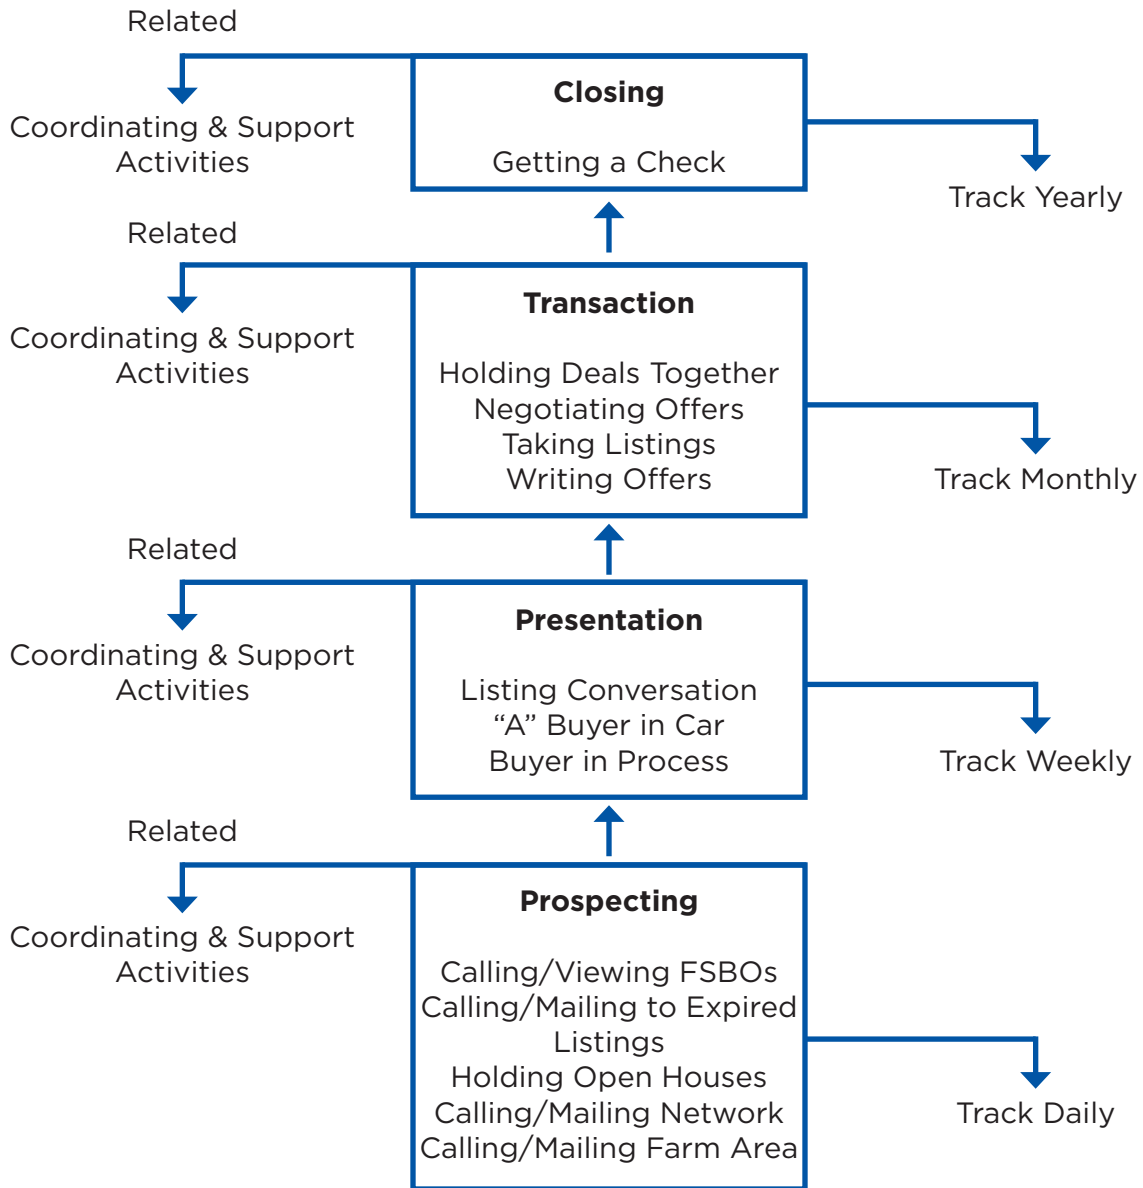 Related
Closing
Coordinating & Support
Activities
Getting a Check
Track Yearly
Related
Transaction
Coordinating & Support
Activities
Holding Deals Together
Negotiating Offers
Taking Listings
Writing Offers
Track Monthly
Related
Presentation
Coordinating & Support
Activities
Listing Conversation
“A” Buyer in Car
Buyer in Process
Track Weekly
Related
Prospecting
Coordinating & Support
Activities
Calling/Viewing FSBOs
Calling/Mailing to Expired
Listings
Holding Open Houses
Calling/Mailing Network
Calling/Mailing Farm Area
Track Daily